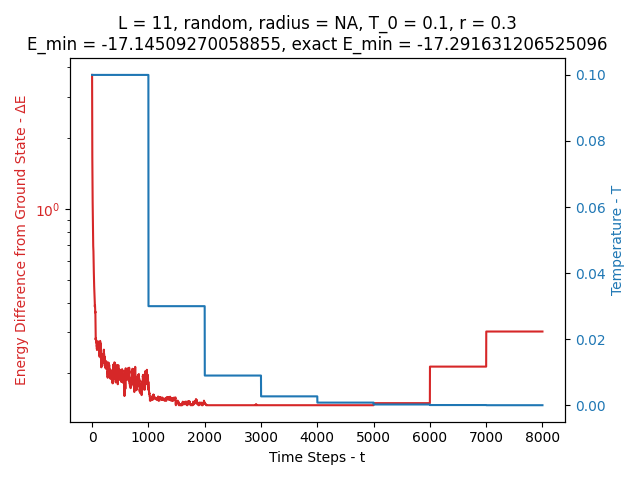 L = 11, random, radius = NA, T_0 = 0.1, r = 0.3
E_min = -17.14509270058855, exact E_min = -17.291631206525096
Energy Difference from Ground State - ΔE
10⁰
0.10
0.08
0.06
0.04
0.02
0.00
Temperature - T
0 1000 2000 3000 4000 5000 6000 7000 8000
Time Steps - t